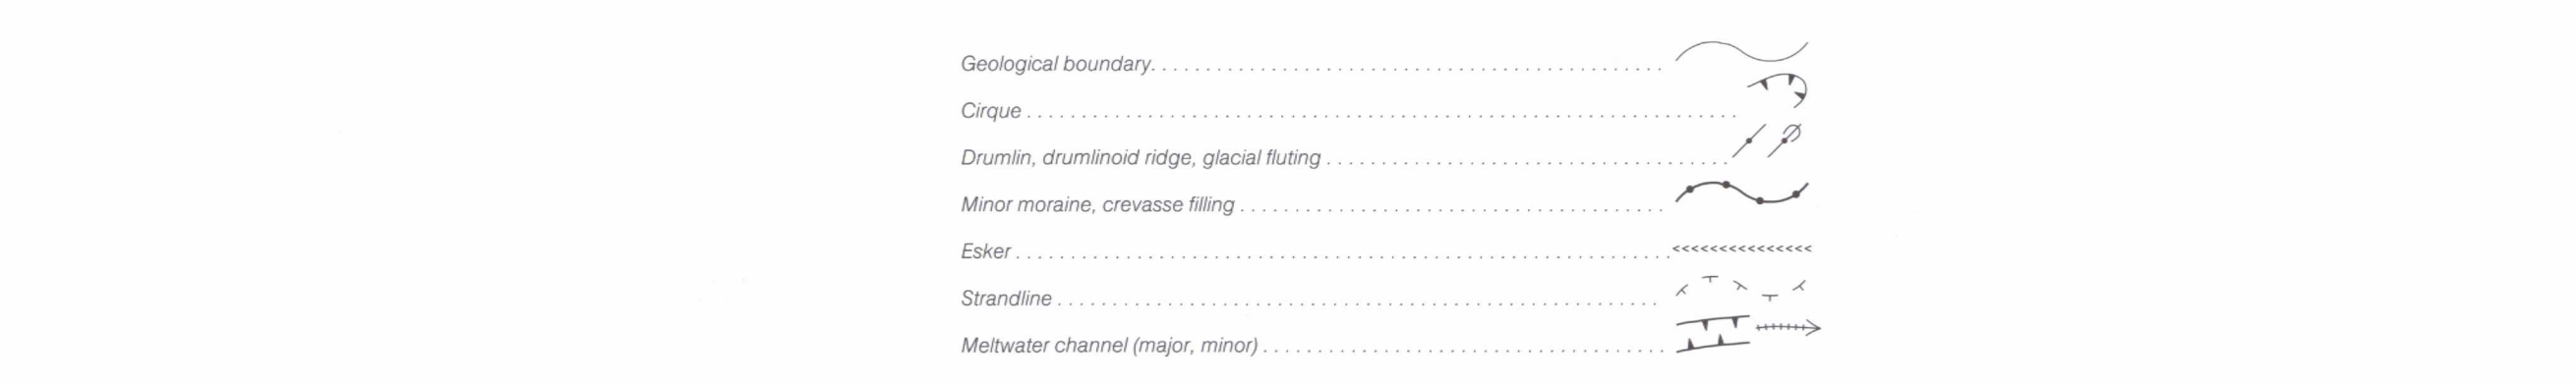 Geological boundary
Cirque
Drumlin, drumlinoid ridge, glacial fluting
Minor moraine, crevasse filling
Esker
Strandline
Meltwater channel (major, minor)